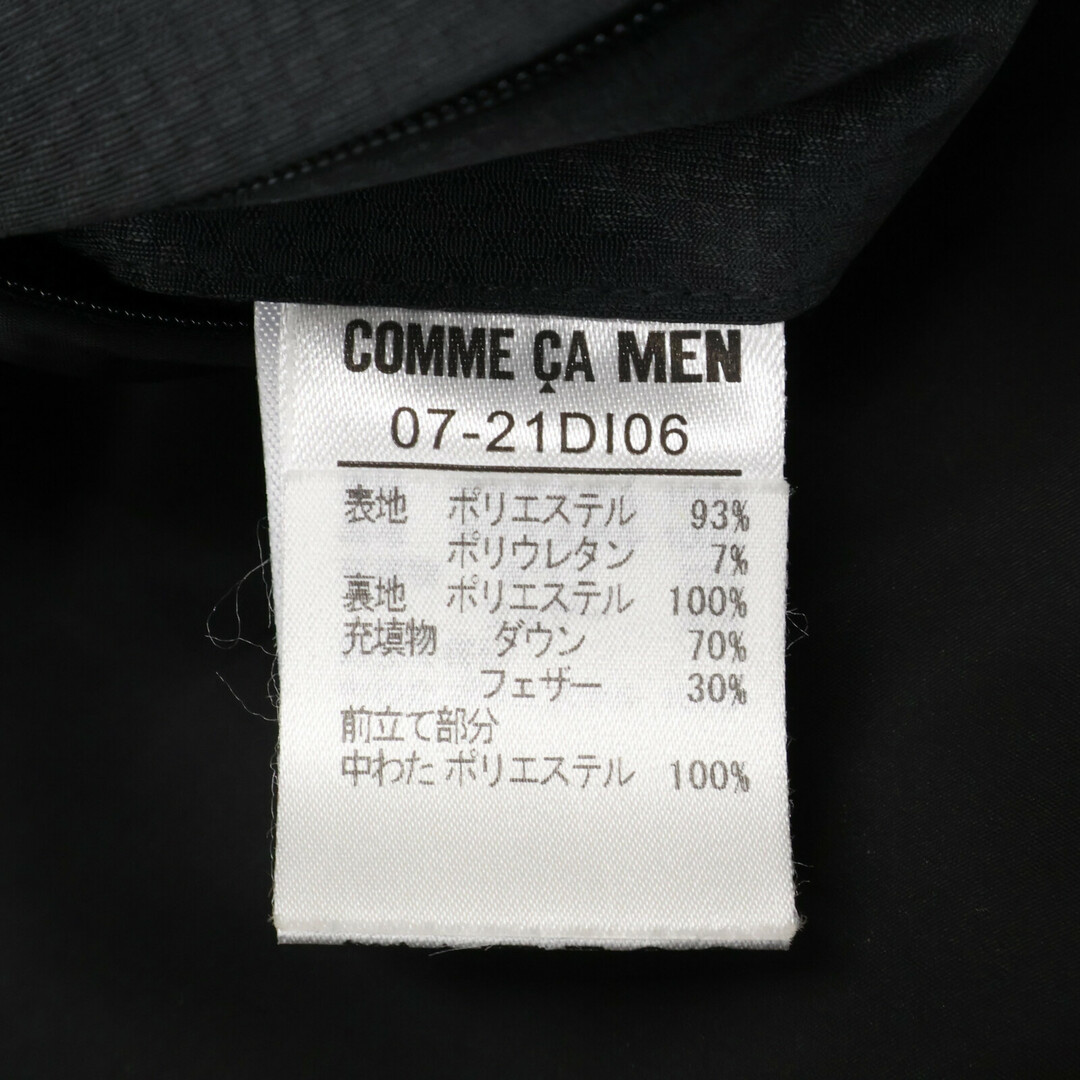 COMME ÇA MEN
07-21DI06
表地 ポリエステル 93%
ポリウレタン 7%
裏地 ポリエステル 100%
充填物 ダウン 70%
フェザー 30%
前立て部分
中わた ポリエステル 100%